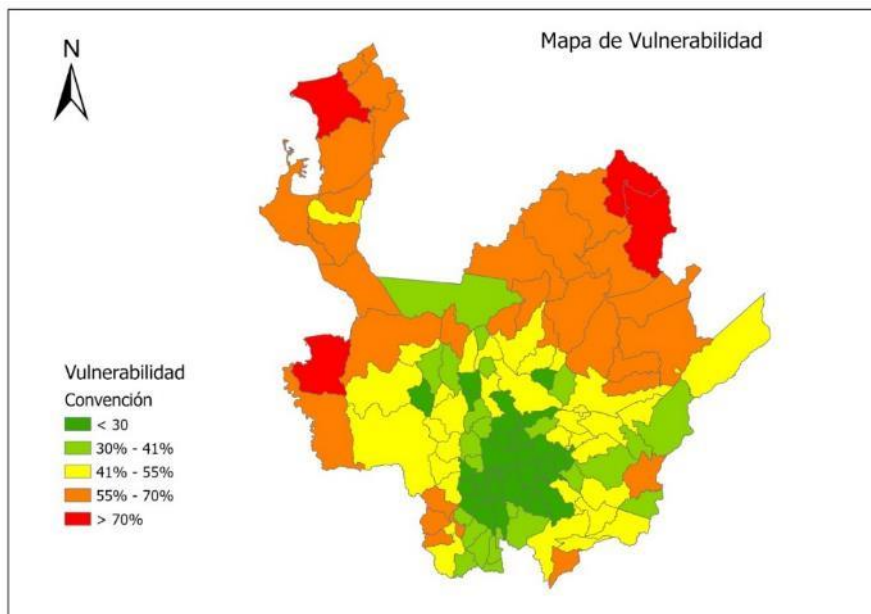 Mapa de Vulnerabilidad
N
Vulnerabilidad
Convención
< 30
30% - 41%
41% - 55%
55% - 70%
> 70%